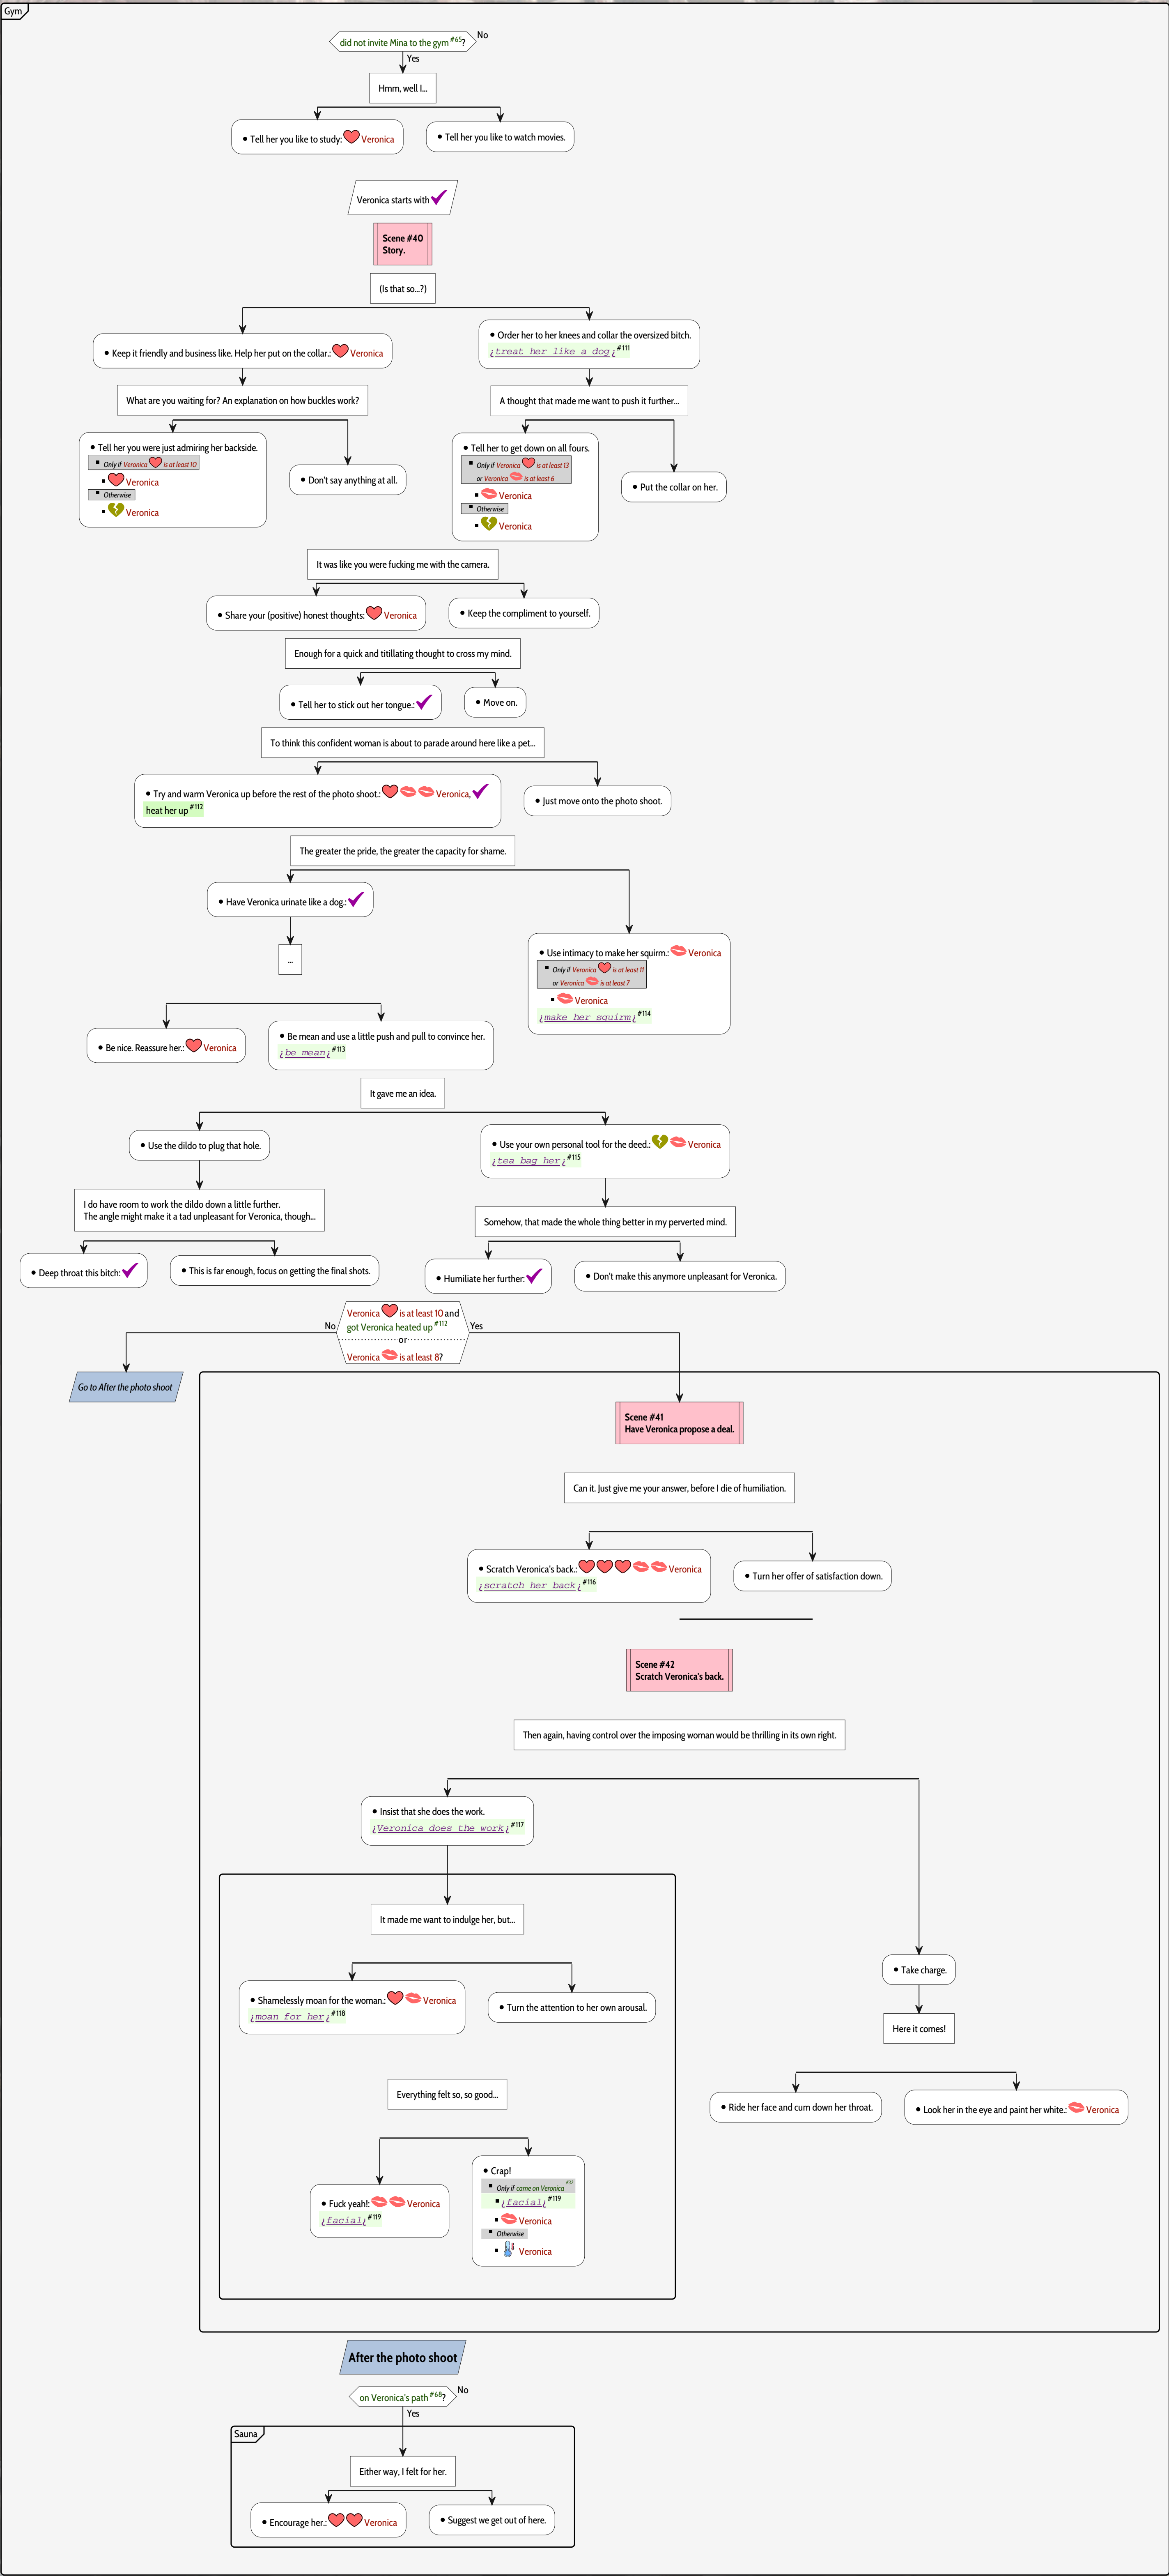 Gym
did not invite Mina to the gym #65?
No
Yes
Hmm, well I...
• Tell her you like to study: Veronica
• Tell her you like to watch movies.
Veronica starts with
Scene #40
Story.
(Is that so...?)
• Keep it friendly and business like. Help her put on the collar.: Veronica
• Order her to her knees and collar the oversized bitch.
¿treat her like a dog¿ #111
What are you waiting for? An explanation on how buckles work?
A thought that made me want to push it further...
• Tell her you were just admiring her backside.
▪ Only if Veronica is at least 10
▪ Veronica
▪ Otherwise
▪ Veronica
• Don't say anything at all.
• Tell her to get down on all fours.
▪ Only if Veronica is at least 13
or Veronica is at least 6
▪ Veronica
▪ Otherwise
▪ Veronica
• Put the collar on her.
It was like you were fucking me with the camera.
• Share your (positive) honest thoughts: Veronica
• Keep the compliment to yourself.
Enough for a quick and titillating thought to cross my mind.
• Tell her to stick out her tongue.:
• Move on.
To think this confident woman is about to parade around here like a pet...
• Try and warm Veronica up before the rest of the photo shoot.: Veronica,
heat her up #112
• Just move onto the photo shoot.
The greater the pride, the greater the capacity for shame.
• Have Veronica urinate like a dog.:
...
• Use intimacy to make her squirm.: Veronica
▪ Only if Veronica is at least 11
or Veronica is at least 7
▪ Veronica
¿make her squirm¿ #114
• Be nice. Reassure her.: Veronica
• Be mean and use a little push and pull to convince her.
¿be mean¿ #113
It gave me an idea.
• Use the dildo to plug that hole.
• Use your own personal tool for the deed.: Veronica
¿tea bag her¿ #115
I do have room to work the dildo down a little further.
The angle might make it a tad unpleasant for Veronica, though...
Somehow, that made the whole thing better in my perverted mind.
• Deep throat this bitch:
• This is far enough, focus on getting the final shots.
• Humiliate her further:
• Don't make this anymore unpleasant for Veronica.
Veronica is at least 10 and
got Veronica heated up #112
or
Veronica is at least 8?
No
Yes
Go to After the photo shoot
Scene #41
Have Veronica propose a deal.
Can it. Just give me your answer, before I die of humiliation.
• Scratch Veronica's back.: Veronica
¿scratch her back¿ #116
• Turn her offer of satisfaction down.
Scene #42
Scratch Veronica's back.
Then again, having control over the imposing woman would be thrilling in its own right.
• Insist that she does the work.
¿Veronica does the work¿ #117
It made me want to indulge her, but...
• Shamelessly moan for the woman.: Veronica
¿moan for her¿ #118
• Turn the attention to her own arousal.
• Take charge.
Here it comes!
Everything felt so, so good...
• Ride her face and cum down her throat.
• Look her in the eye and paint her white.: Veronica
• Fuck yeah!: Veronica
¿facial¿ #119
• Crap!
▪ Only if came on Veronica
▪ ¿facial¿ #119
▪ Veronica
▪ Otherwise
▪ Veronica
After the photo shoot
on Veronica's path #68?
No
Yes
Sauna
Either way, I felt for her.
• Encourage her.: Veronica
• Suggest we get out of here.